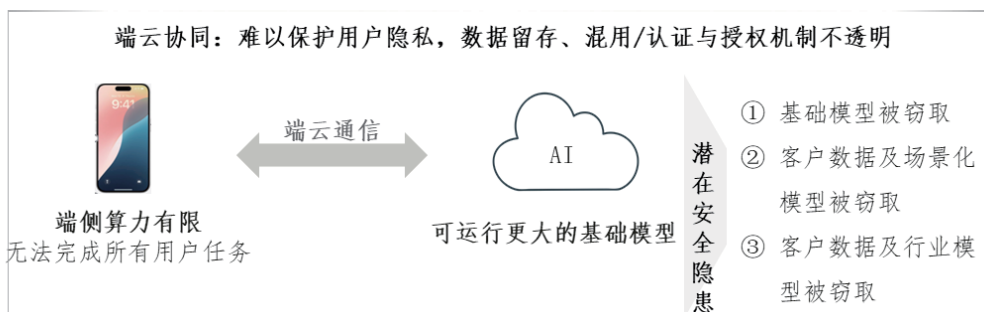 端云协同：难以保护用户隐私，数据留存、混用/认证与授权机制不透明
9:41
端云通信
AI
端侧算力有限
无法完成所有用户任务
可运行更大的基础模型
潜在安全隐患
① 基础模型被窃取
② 客户数据及场景化
模型被窃取
③ 客户数据及行业模
型被窃取